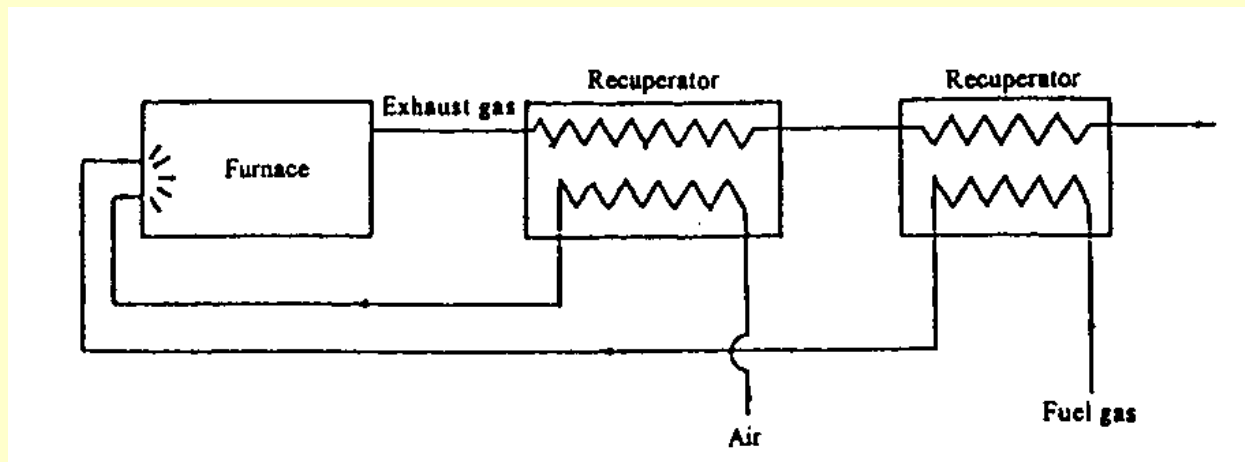 Recuperator
Recuperator
Exhaust gas
Furnace
Fuel gas
Air